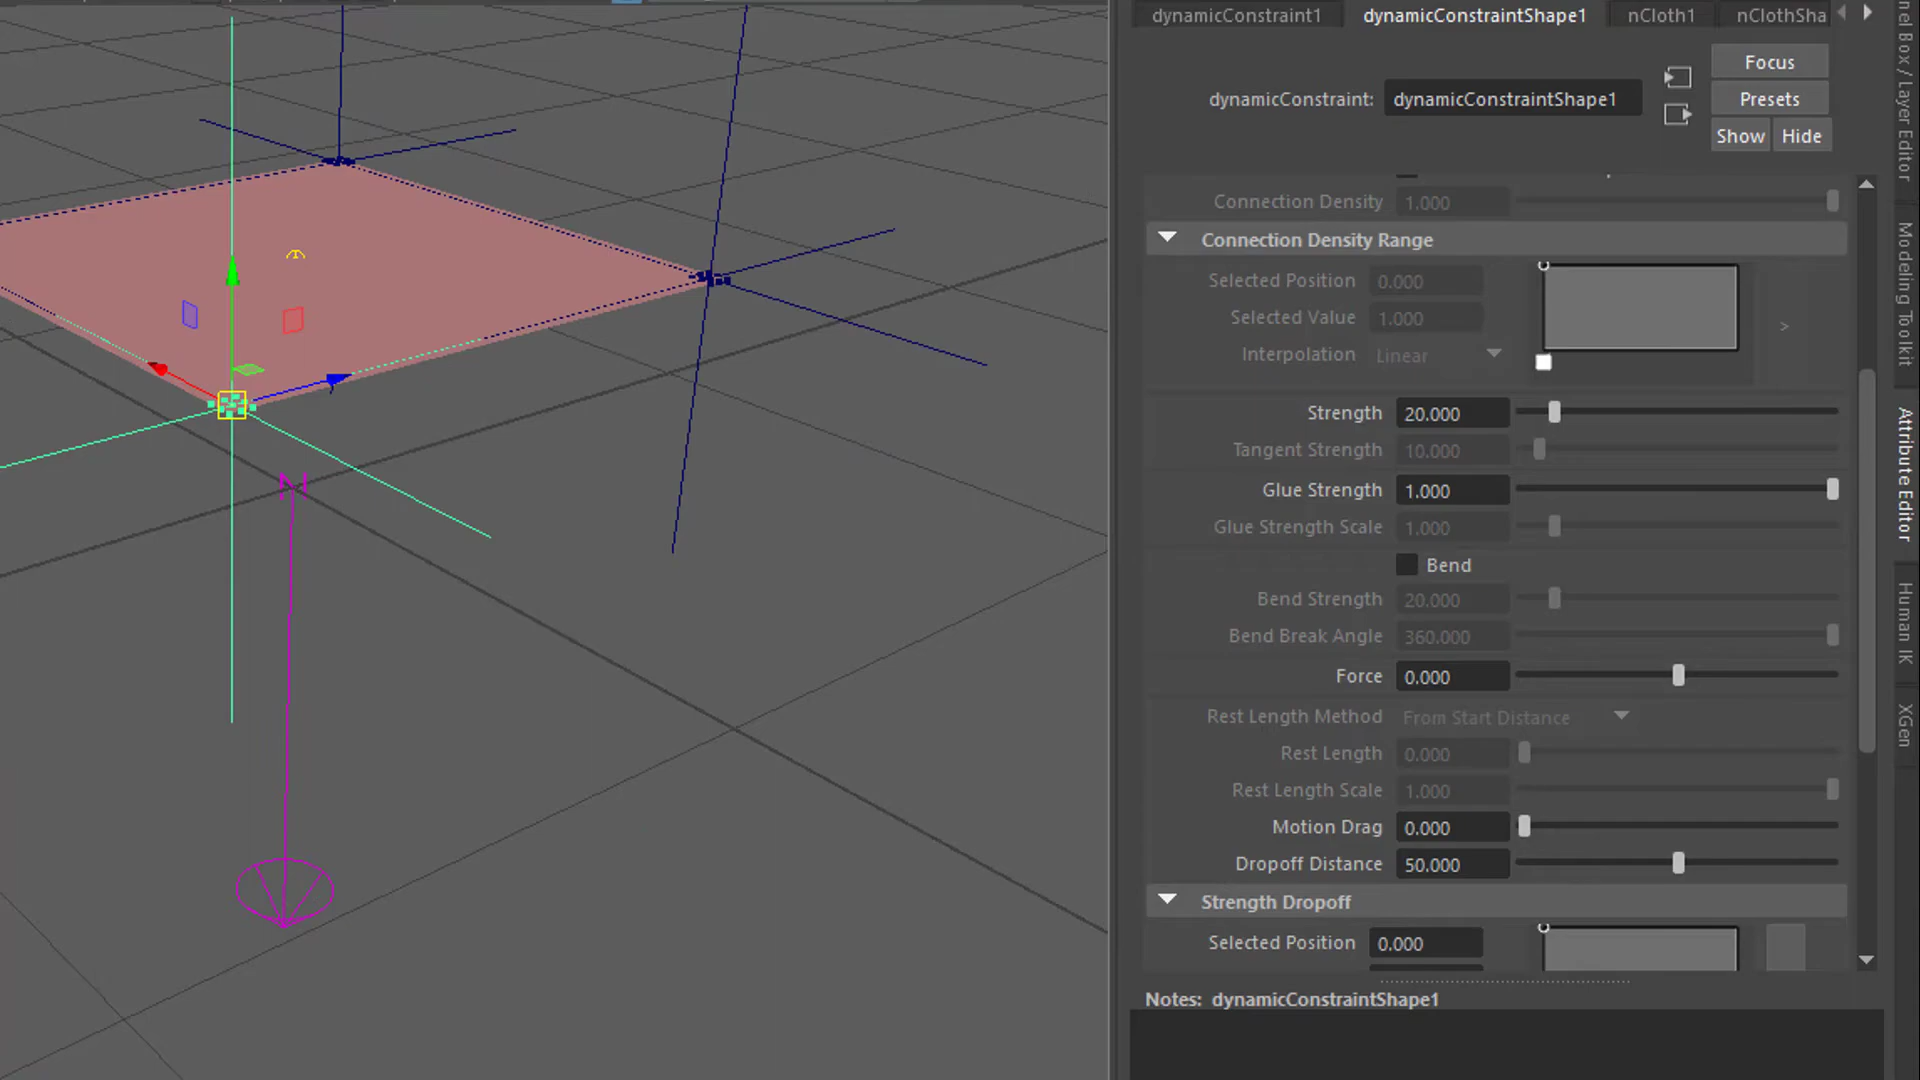 dynamicConstraint1
dynamicConstraintShape1
nCloth1
nClothSha
dynamicConstraint:
dynamicConstraintShape1
Focus
Presets
Show
Hide
Connection Density
1.000
Connection Density Range
Selected Position
0.000
Selected Value
1.000
Interpolation
Linear
>
Strength
20.000
Tangent Strength
10.000
Glue Strength
1.000
Glue Strength Scale
1.000
Bend
Bend Strength
20.000
Bend Break Angle
360.000
Force
0.000
Rest Length Method
From Start Distance
Rest Length
0.000
Rest Length Scale
1.000
Motion Drag
0.000
Dropoff Distance
50.000
Strength Dropoff
Selected Position
0.000
Notes: dynamicConstraintShape1
nel Box / Layer Editor
Modeling Toolkit
Attribute Editor
Human IK
XGen
N